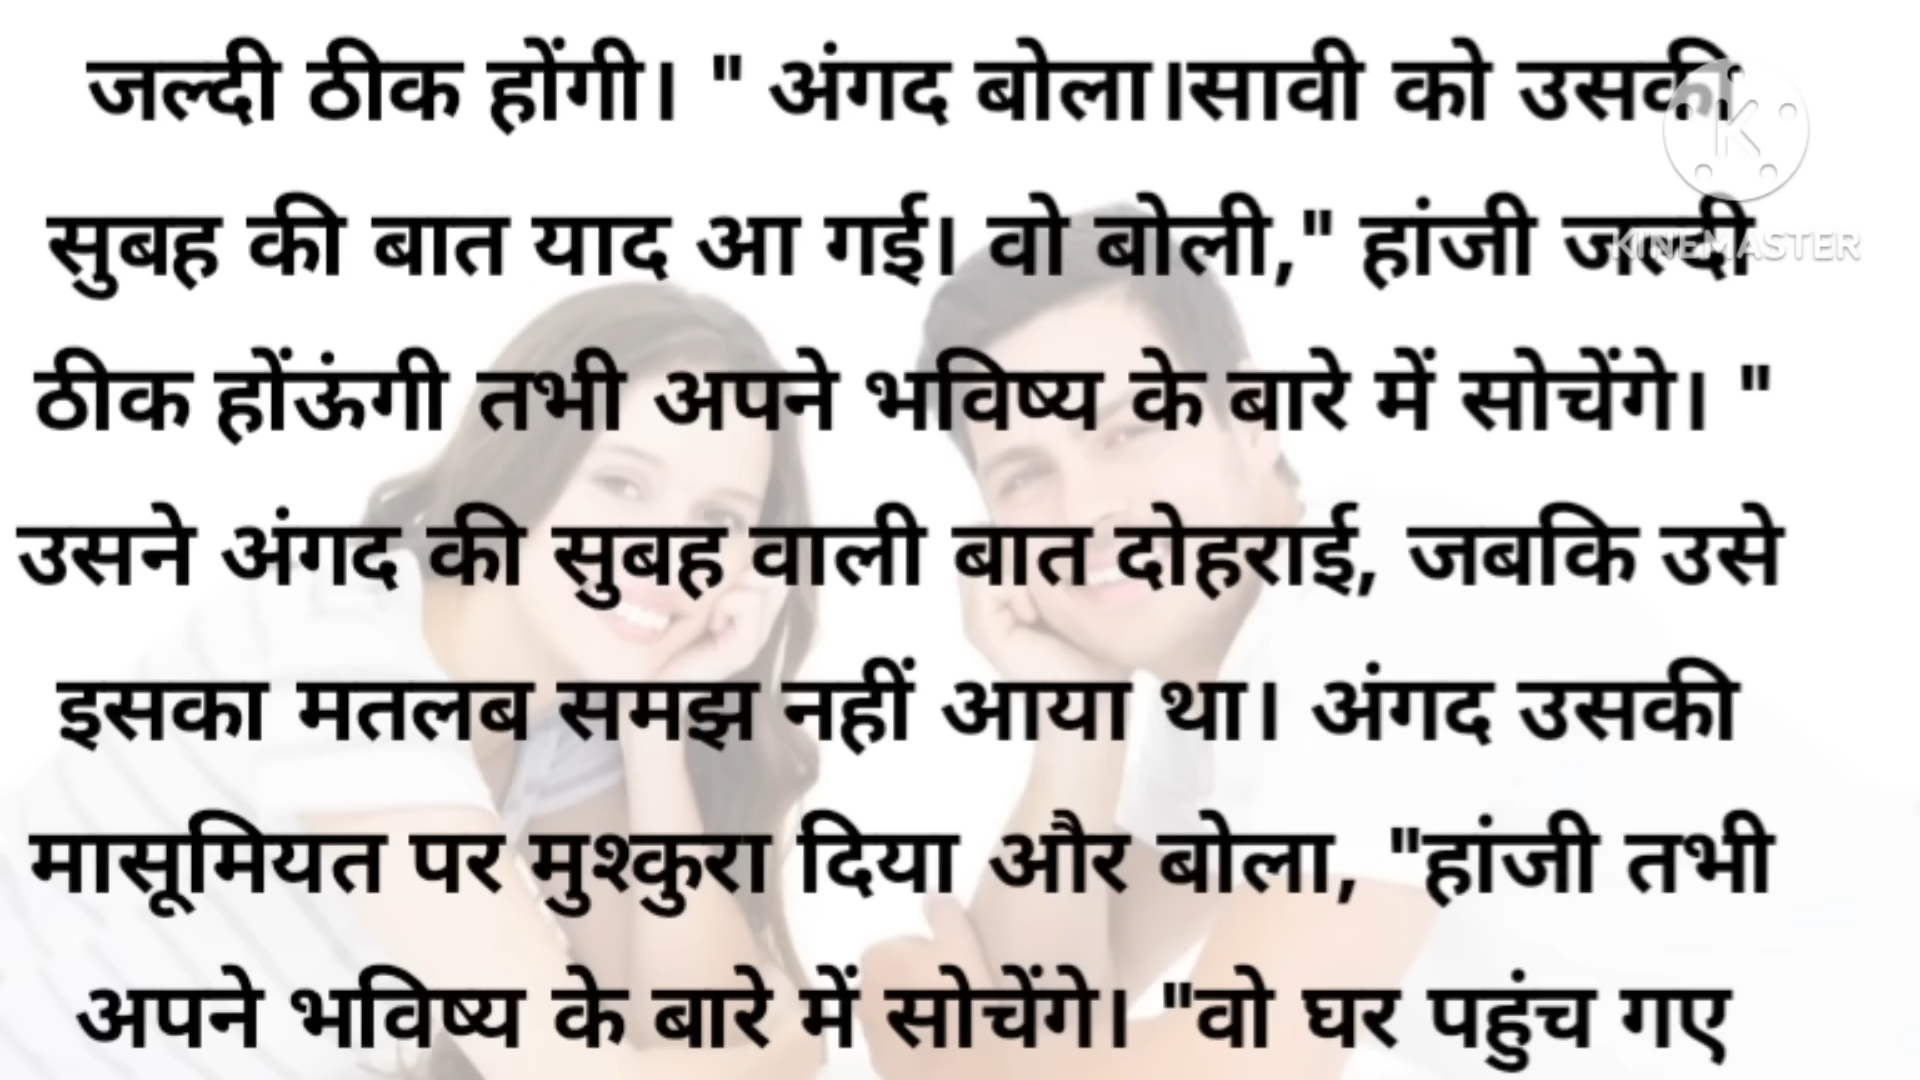 जल्दी ठीक होंगी। " अंगद बोला।सावी को उसकी
सुबह की बात याद आ गई। वो बोली," हांजी जल्दी
ठीक होंऊंगी तभी अपने भविष्य के बारे में सोचेंगे। "
उसने अंगद की सुबह वाली बात दोहराई, जबकि उसे
इसका मतलब समझ नहीं आया था। अंगद उसकी
मासूमियत पर मुश्कुरा दिया और बोला, "हांजी तभी
अपने भविष्य के बारे में सोचेंगे। "वो घर पहुंच गए
K
KINEMASTER